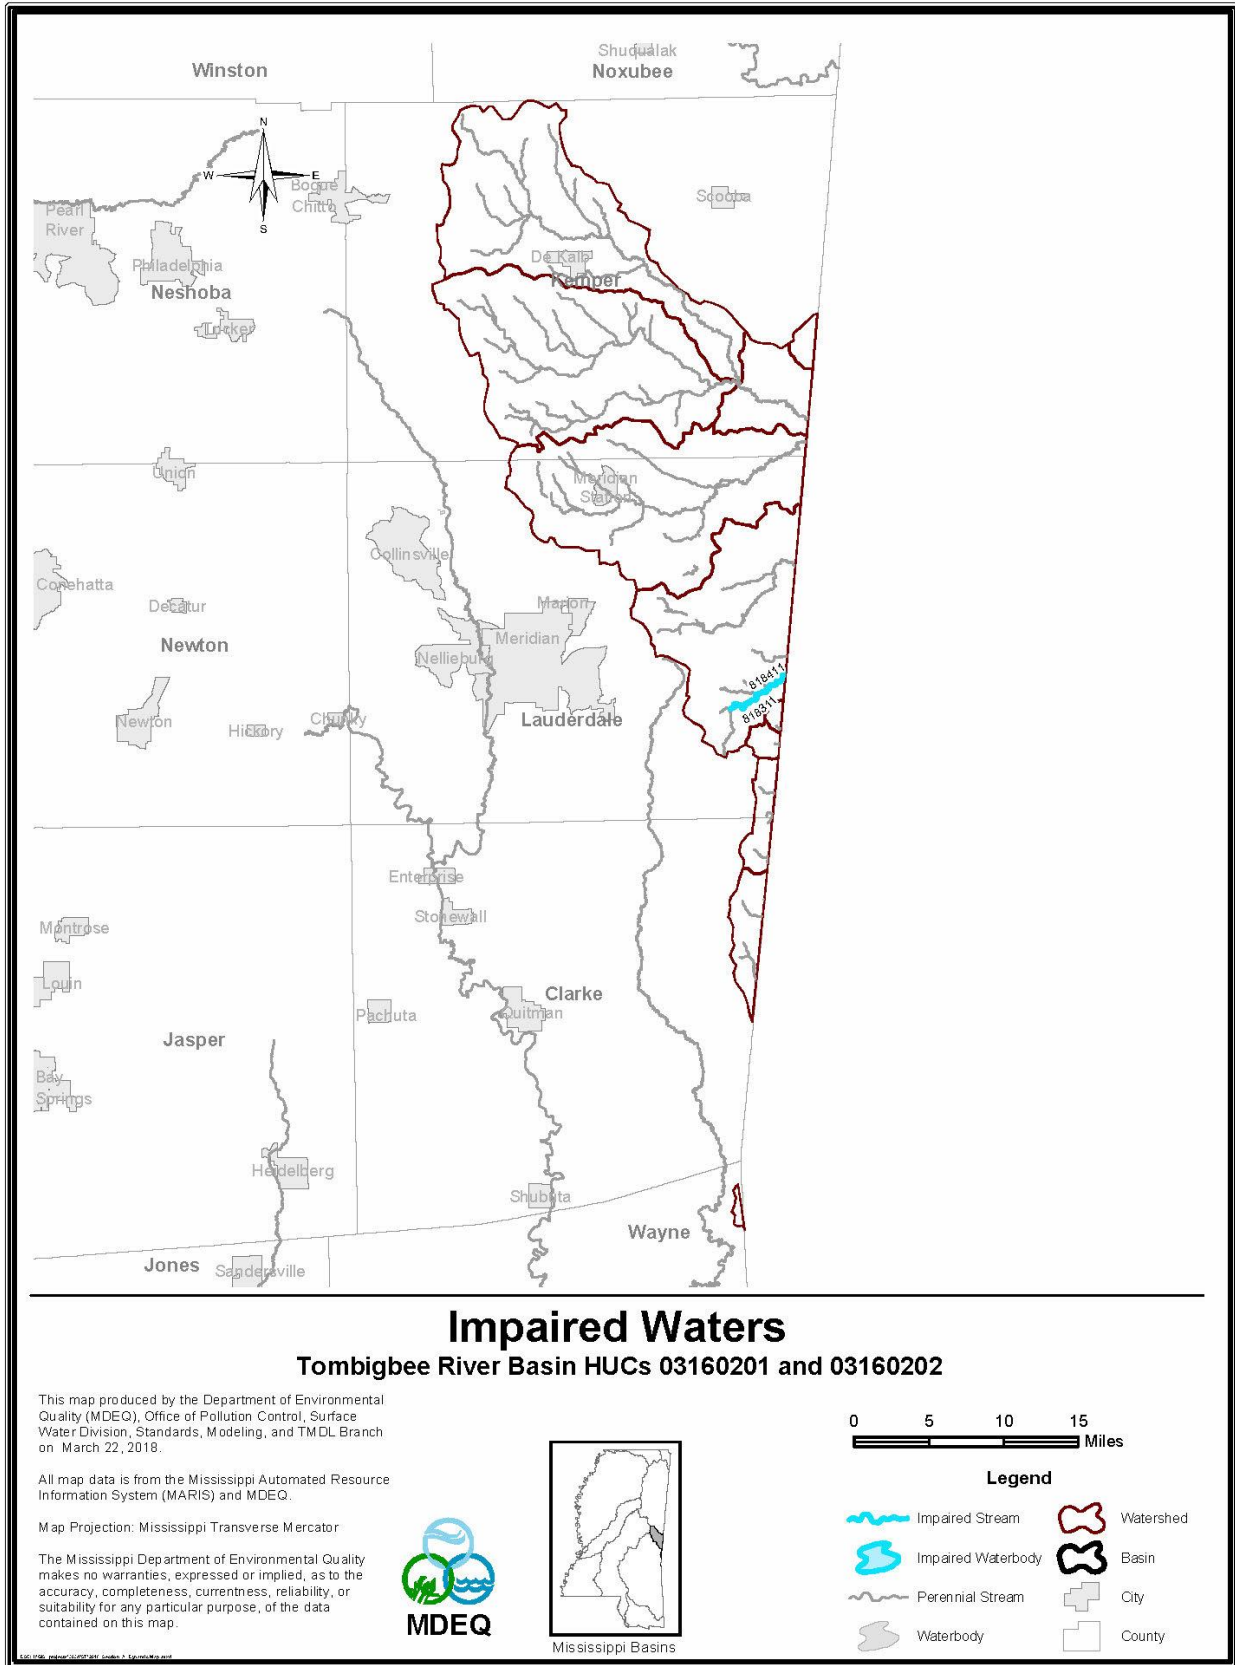 Shuqualak
Winston
Noxubee
N
W
E
S
Bogue
Chitto
Scooba
Pearl
River
Philadelphia
De Kalb
Kemper
Neshoba
Tucker
Union
Meridian
Station
Collinsville
Conehatta
Decatur
Marion
Newton
Meridian
Nellieburg
818411
818311
Newton
Hickory
Chunky
Lauderdale
Enterprise
Stonewall
Montrose
Louin
Clarke
Pachuta
Quitman
Jasper
Bay
Springs
Heidelberg
Shubuta
Wayne
Jones
Sandersville
Impaired Waters
Tombigbee River Basin HUCs 03160201 and 03160202
This map produced by the Department of Environmental
Quality (MDEQ), Office of Pollution Control, Surface
Water Division, Standards, Modeling, and TMDL Branch
on March 22, 2018.
All map data is from the Mississippi Automated Resource
Information System (MARIS) and MDEQ.
Map Projection: Mississippi Transverse Mercator
The Mississippi Department of Environmental Quality
makes no warranties, expressed or implied, as to the
accuracy, completeness, currentness, reliability, or
suitability for any particular purpose, of the data
contained on this map.
MDEQ
Mississippi Basins
0 5 10 15
Miles
Legend
Impaired Stream
Watershed
Impaired Waterbody
Basin
Perennial Stream
City
Waterbody
County